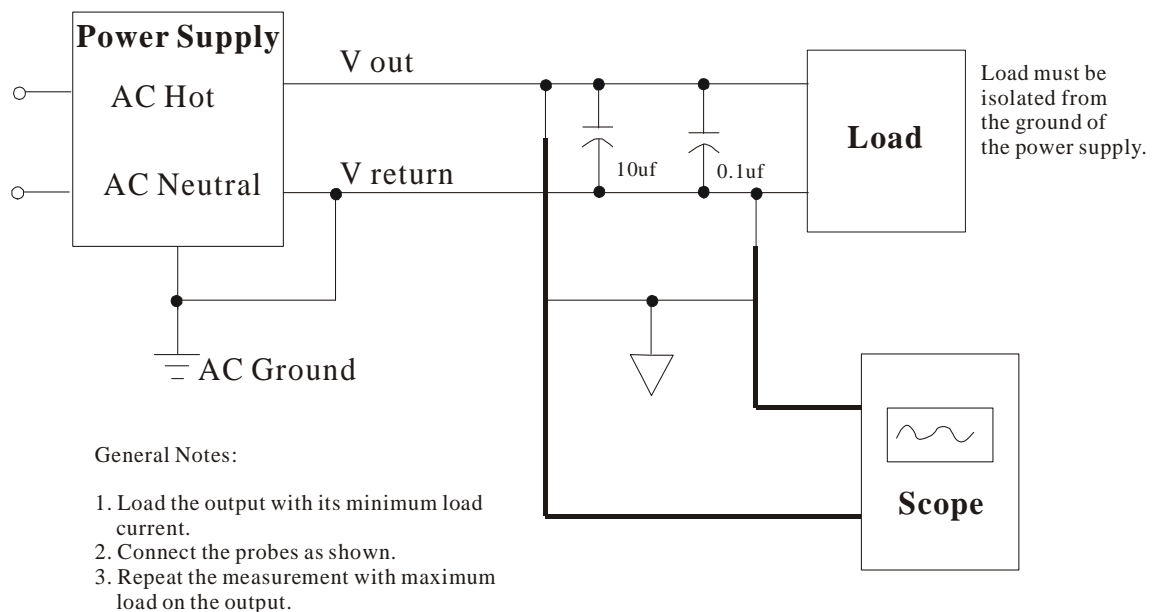 Power Supply
V out
AC Hot
Load must be
isolated from
the ground of
the power supply.
Load
10uf
0.1uf
AC Neutral
V return
AC Ground
General Notes:
1. Load the output with its minimum load
current.
2. Connect the probes as shown.
3. Repeat the measurement with maximum
load on the output.
Scope